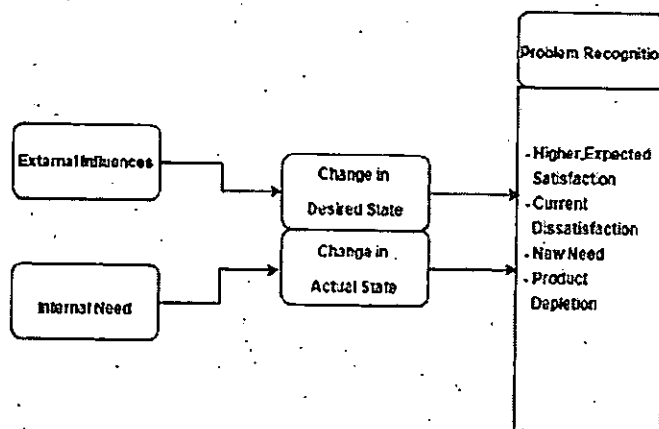 Problem Recognitio
External Influences
Change in
Desired State
Change in
Actual State
Internal Need
- Higher Expected
Satisfaction
- Current
Dissatisfaction
- New Need
- Product
Depletion